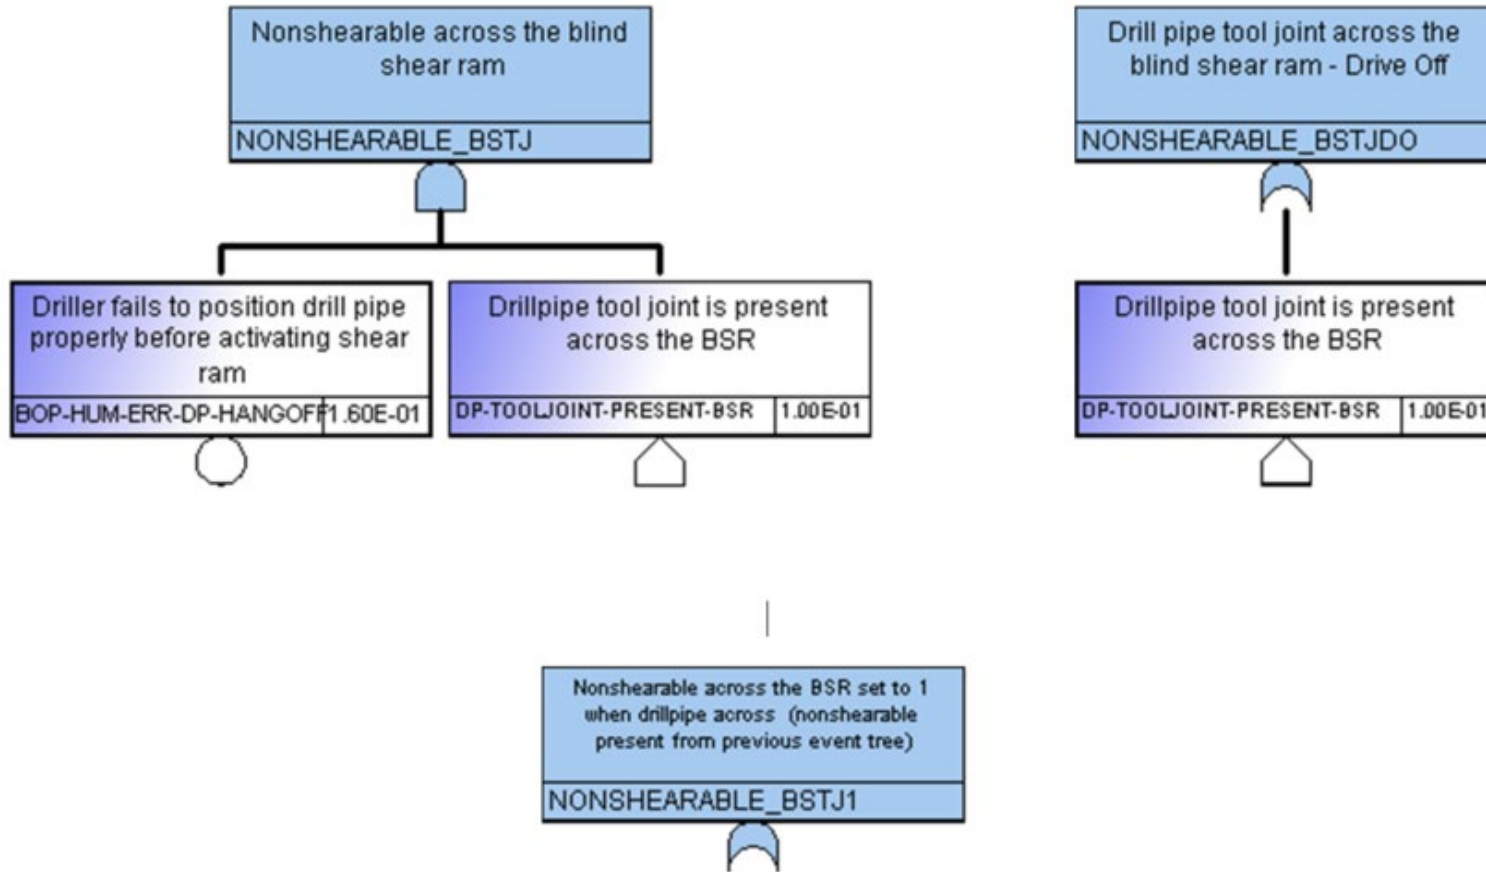 Nonshearable across the blind
shear ram
NONSHEARABLE_BSTJ
Drill pipe tool joint across the
blind shear ram - Drive Off
NONSHEARABLE_BSTJDO
Driller fails to position drill pipe
properly before activating shear
ram
BOP-HUM-ERR-DP-HANGOFF 1.60E-01
Drillpipe tool joint is present
across the BSR
DP-TOOLJOINT-PRESENT-BSR 1.00E-01
Drillpipe tool joint is present
across the BSR
DP-TOOLJOINT-PRESENT-BSR 1.00E-01
Nonshearable across the BSR set to 1
when drillpipe across (nonshearable
present from previous event tree)
NONSHEARABLE_BSTJ1